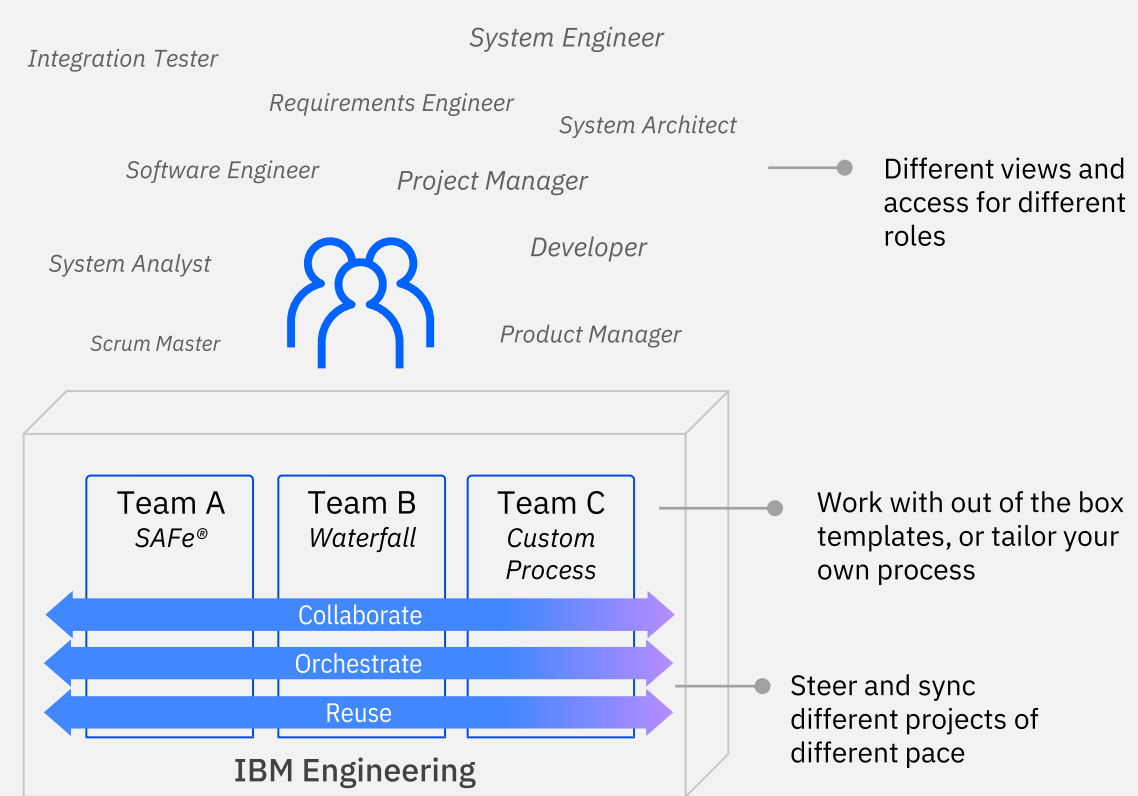 System Engineer
Integration Tester
Requirements Engineer
System Architect
Software Engineer
Project Manager
Different views and
access for different
roles
Developer
System Analyst
Product Manager
Scrum Master
Team A
SAFe®
Team B
Waterfall
Team C
Custom
Process
Work with out of the box
templates, or tailor your
own process
Collaborate
Orchestrate
Reuse
Steer and sync
different projects of
different pace
IBM Engineering